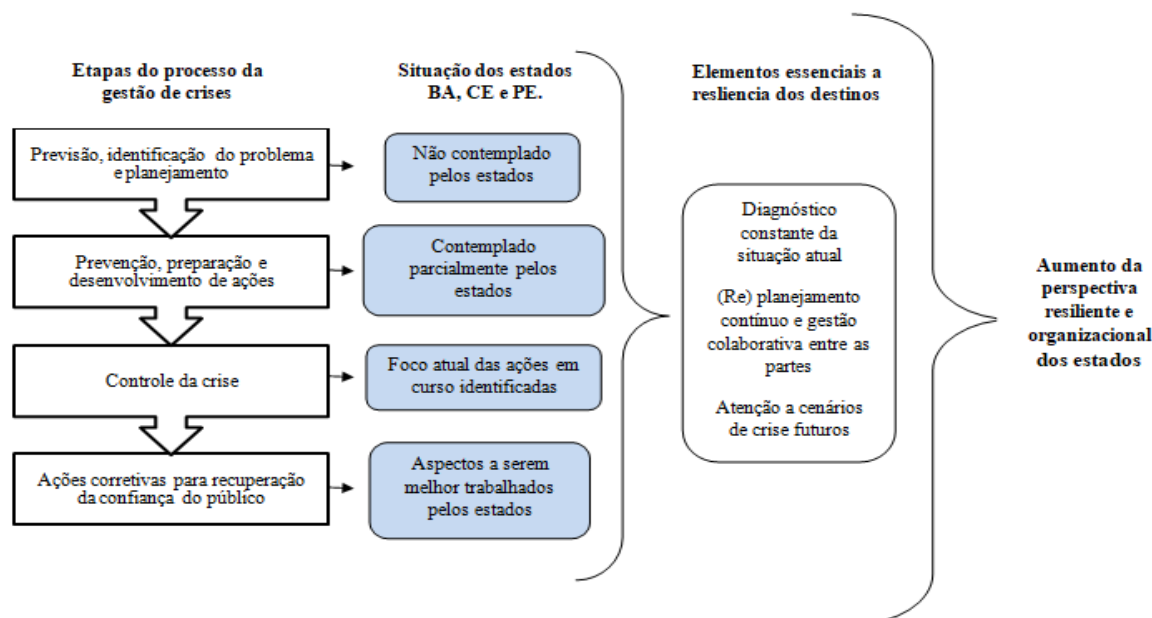 Etapas do processo da
gestão de crises
Situação dos estados
BA, CE e PE.
Elementos essenciais a
resliencia dos destinos
Previsão, identificação do problema
e planejamento
Não contemplado
pelos estados
Prevenção, preparação e
desenvolvimento de ações
Contemplado
parcialmente pelos
estados
Controle da crise
Foco atual das ações em
curso identificadas
Ações corretivas para recuperação
da confiança do público
Aspectos a serem
melhor trabalhados
pelos estados
Diagnóstico
constante da
situação atual
(Re) planejamento
contínuo e gestão
colaborativa entre as
partes
Atenção a cenários
de crise futuros
Aumento da
perspectiva
resiliente e
organizacional
dos estados